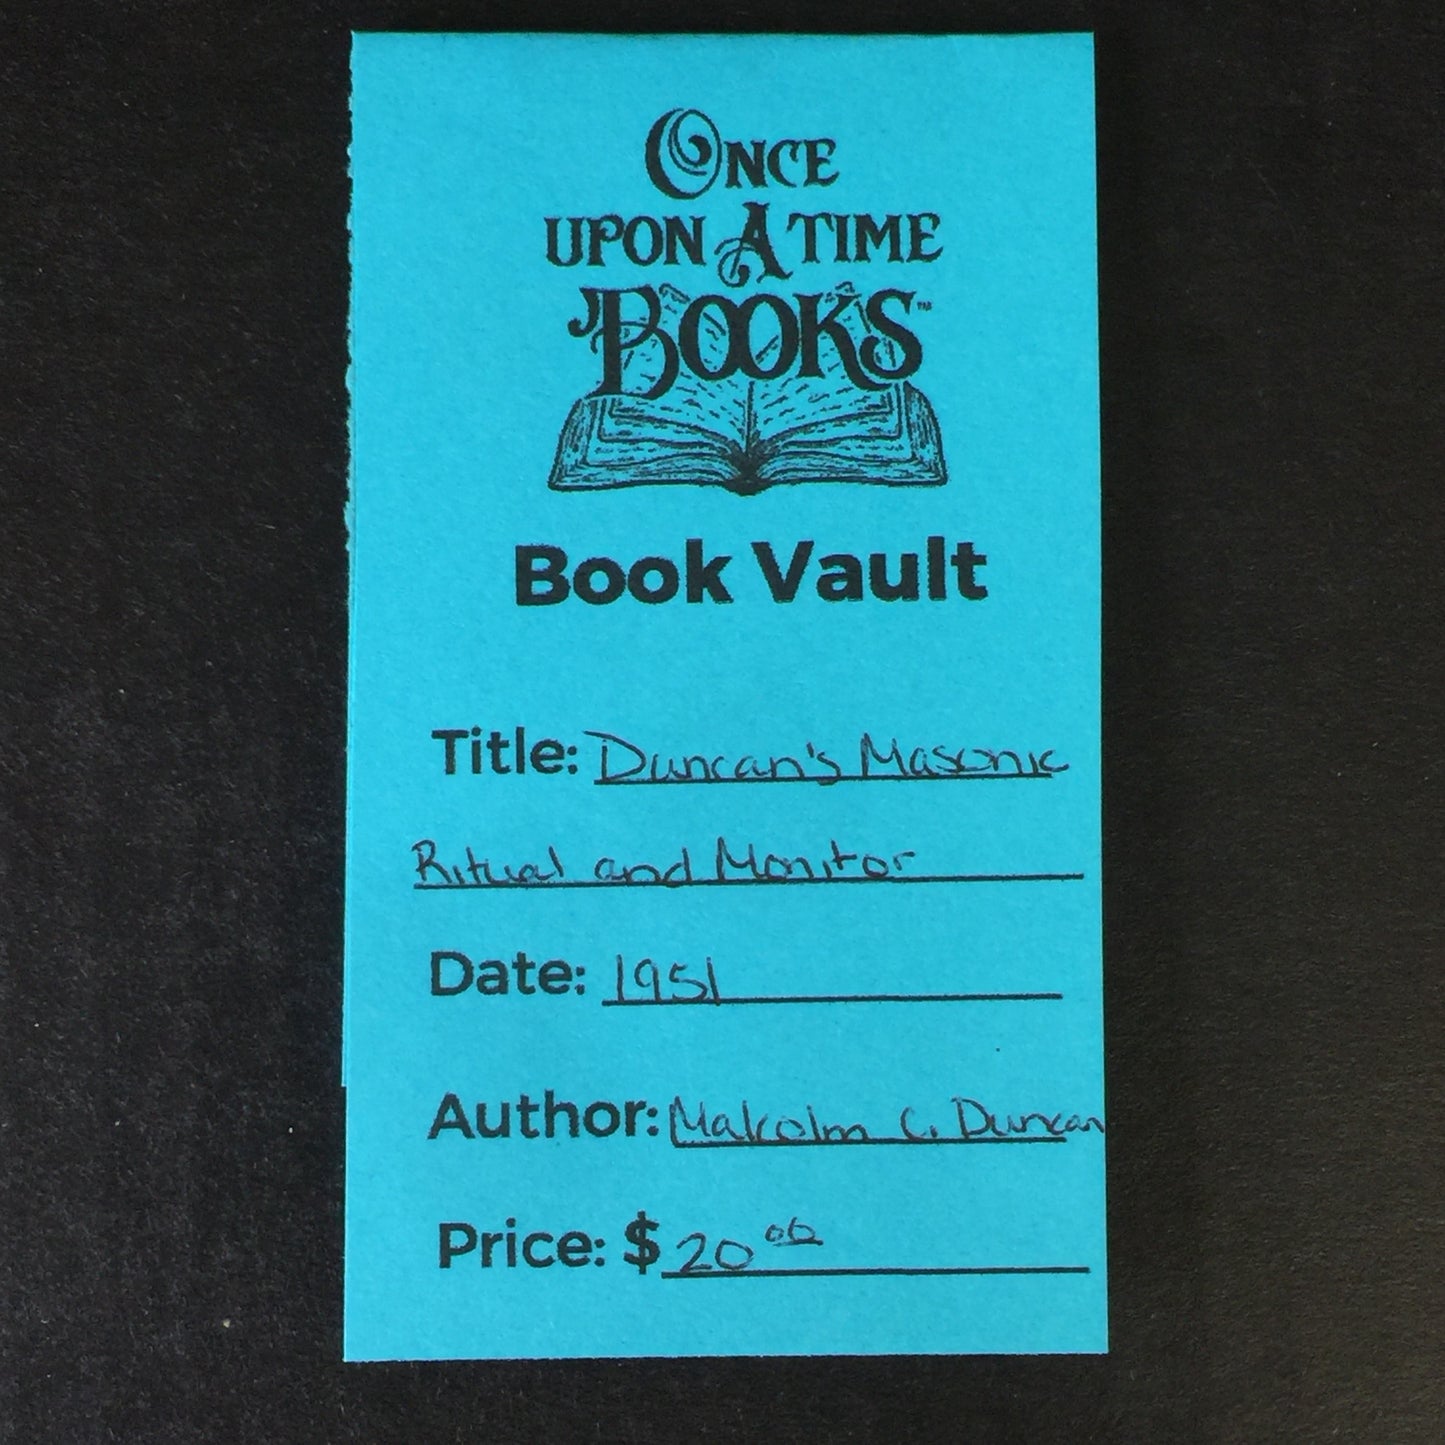 ONCE
UPON A TIME
BOOKS™
Book Vault
Title: Duncan's Masonic
Ritual and Monitor
Date: 1951
Author: Malcolm C. Duncan
Price: $ 20 00